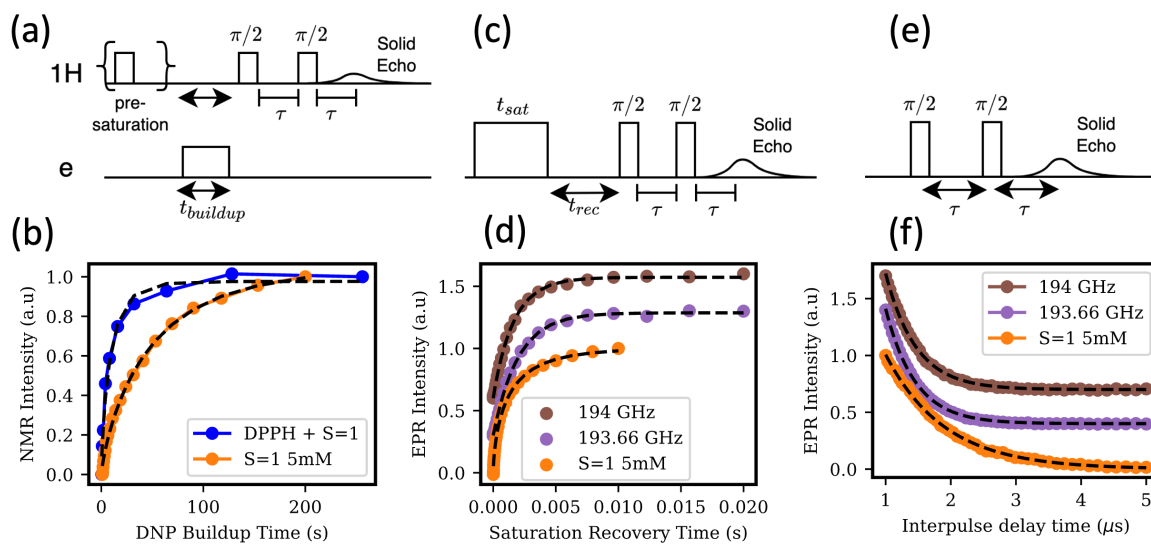 (a)
π/2 π/2
Solid
Echo
1H
pre-
saturation
τ τ
e
t_buildup
(c)
t_sat
π/2 π/2
Solid
Echo
t_rec
τ τ
(e)
π/2 π/2
Solid
Echo
τ τ
(b)
NMR Intensity (a.u)
1.0
0.8
0.6
0.4
0.2
0.0
DPPH + S=1
S=1 5mM
0 100 200
DNP Buildup Time (s)
(d)
EPR Intensity (a.u)
1.5
1.0
0.5
0.0
194 GHz
193.66 GHz
S=1 5mM
0.000 0.005 0.010 0.015 0.020
Saturation Recovery Time (s)
(f)
EPR Intensity (a.u)
1.5
1.0
0.5
0.0
194 GHz
193.66 GHz
S=1 5mM
1 2 3 4 5
Interpulse delay time (μs)